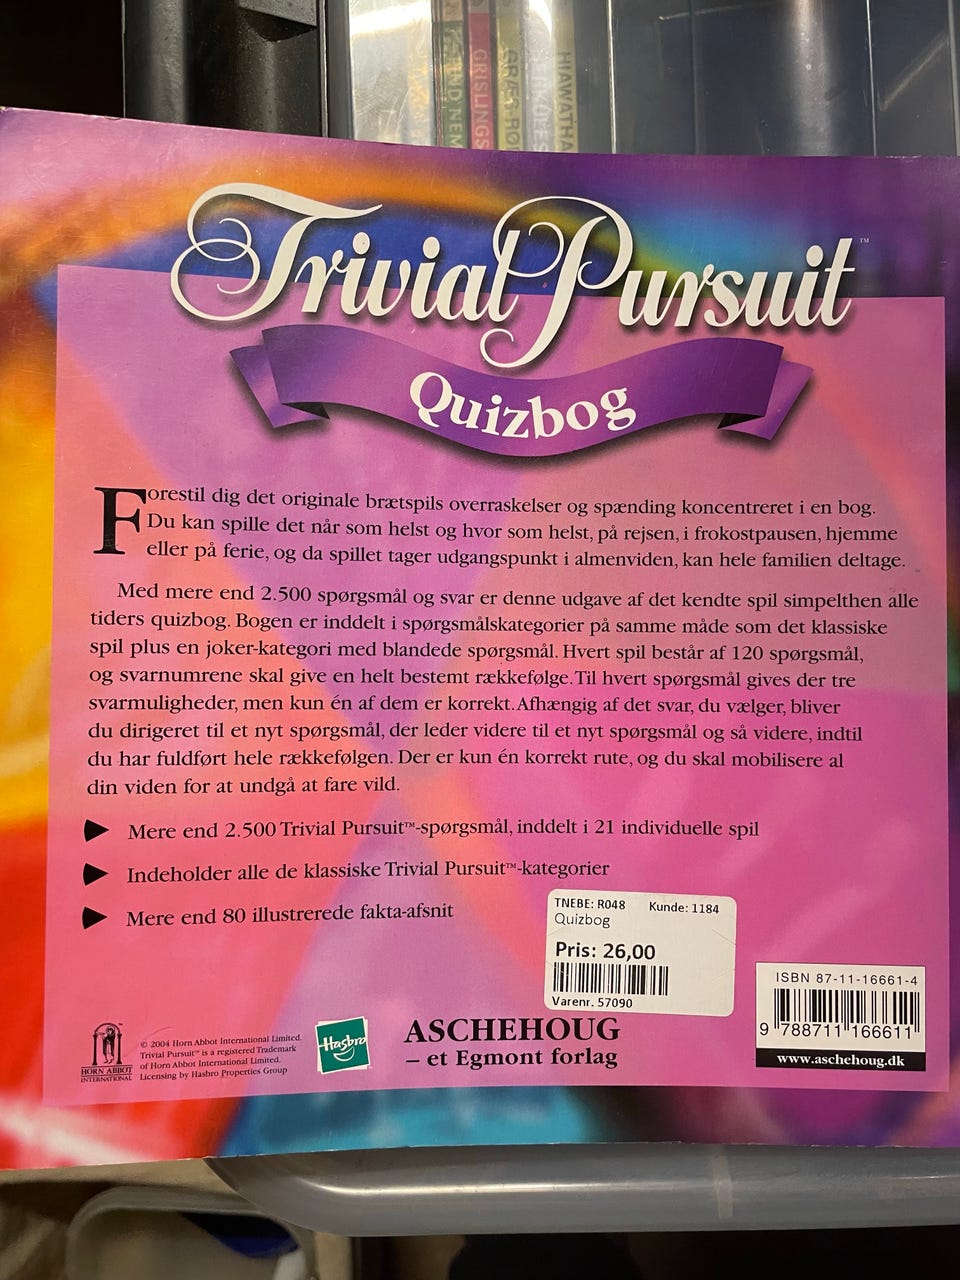 GRISLINGS
HIAWATHA
Trivial Pursuit™
Quizbog
Forestil dig det originale brætspils overraskelser og spænding koncentreret i en bog.
Du kan spille det når som helst og hvor som helst, på rejsen, i frokostpausen, hjemme
eller på ferie, og da spillet tager udgangspunkt i almenviden, kan hele familien deltage.
Med mere end 2.500 spørgsmål og svar er denne udgave af det kendte spil simpelthen alle
tiders quizbog. Bogen er inddelt i spørgsmålskategorier på samme måde som det klassiske
spil plus en joker-kategori med blandede spørgsmål. Hvert spil består af 120 spørgsmål,
og svarnumrene skal give en helt bestemt rækkefølge. Til hvert spørgsmål gives der tre
svarmuligheder, men kun én af dem er korrekt. Afhængig af det svar, du vælger, bliver
du dirigeret til et nyt spørgsmål, der leder videre til et nyt spørgsmål og så videre, indtil
du har fuldført hele rækkefølgen. Der er kun én korrekt rute, og du skal mobilisere al
din viden for at undgå at fare vild.
Mere end 2.500 Trivial Pursuit™-spørgsmål, inddelt i 21 individuelle spil
Indeholder alle de klassiske Trivial Pursuit™-kategorier
Mere end 80 illustrerede fakta-afsnit
TNEBE: R048 Kunde: 1184
Quizbog
Pris: 26,00
Varenr. 57090
ISBN 87-11-16661-4
9 788711 166611
www.aschehoug.dk
HORN ABBOT
INTERNATIONAL
© 2004 Horn Abbot International Limited.
Trivial Pursuit™ is a registered Trademark
of Horn Abbot International Limited.
Licensing by Hasbro Properties Group
Hasbro
ASCHEHOUG
– et Egmont forlag